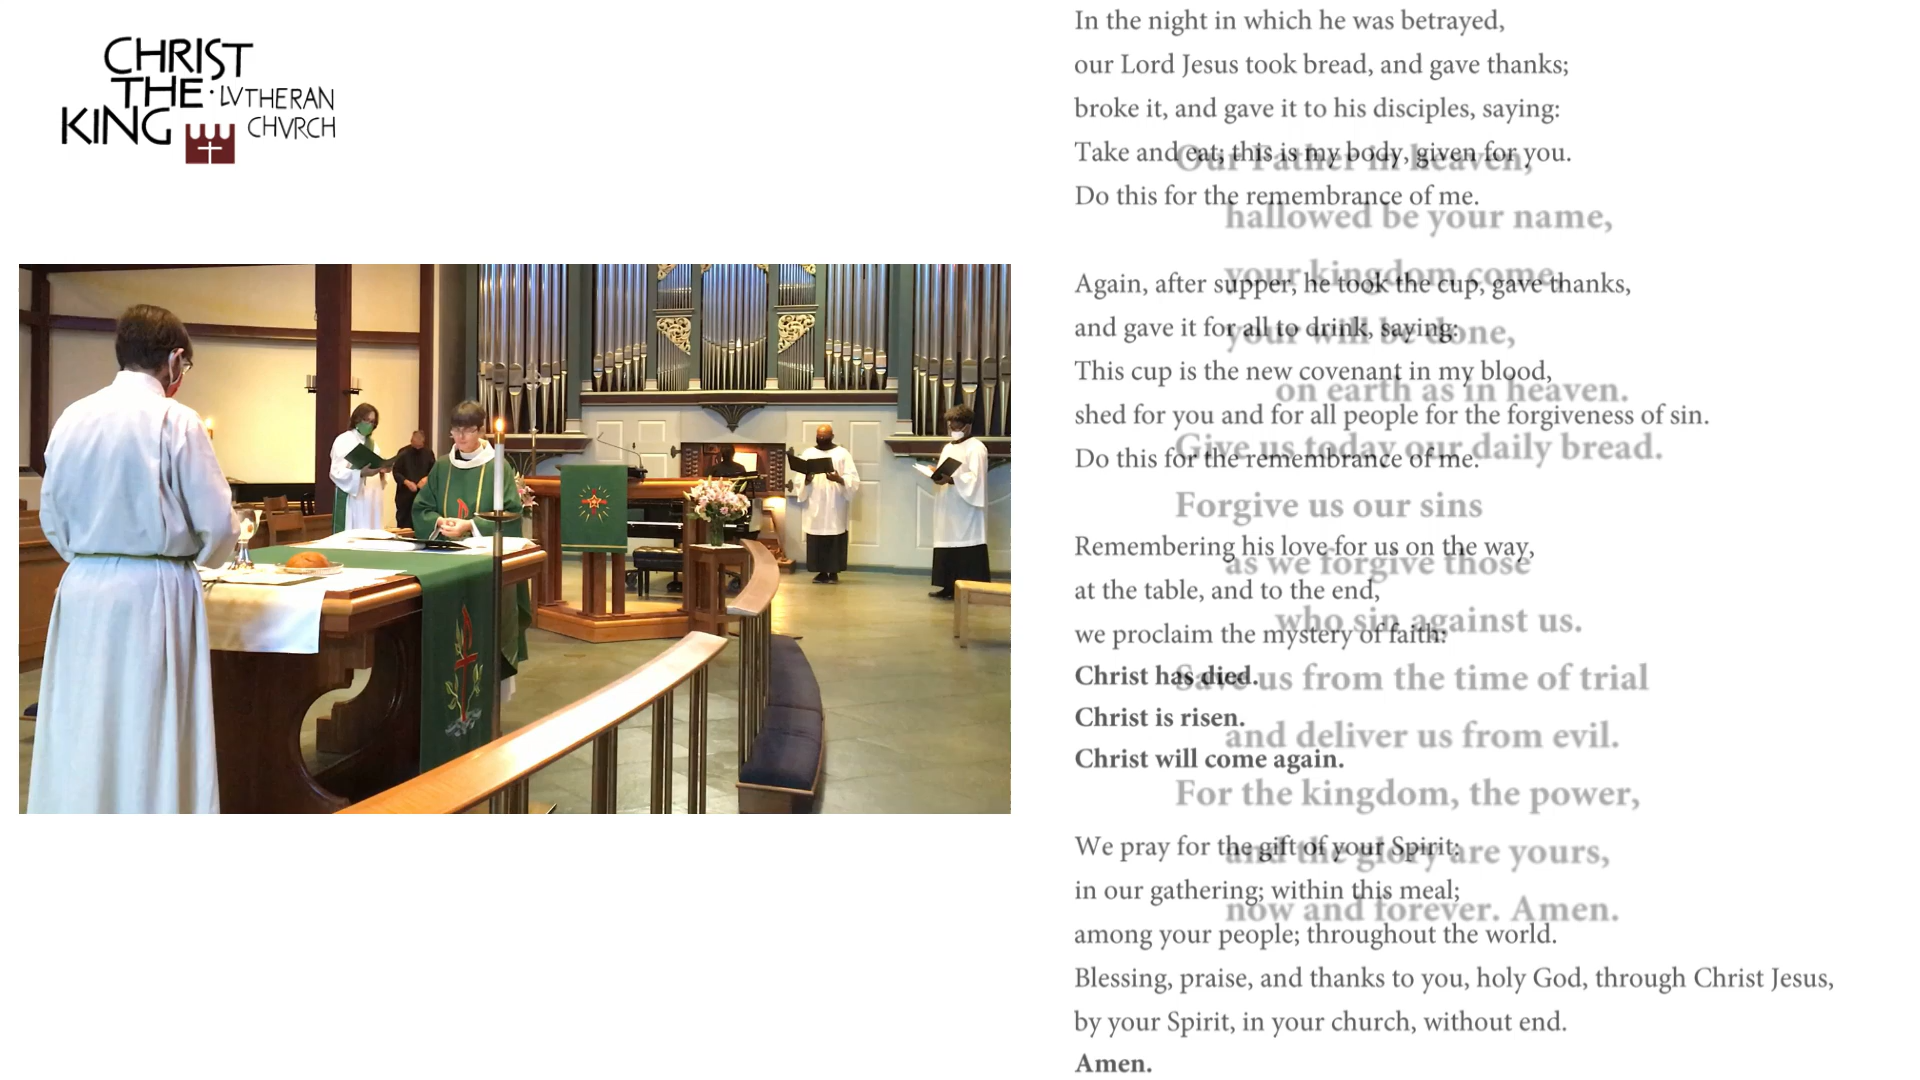 CHRIST
THE · LVTHERAN
KING CHVRCH
In the night in which he was betrayed,
our Lord Jesus took bread, and gave thanks;
broke it, and gave it to his disciples, saying:
Take and eat; this is my body, given for you.
Do this for the remembrance of me.
Again, after supper, he took the cup, gave thanks,
and gave it for all to drink, saying:
This cup is the new covenant in my blood,
shed for you and for all people for the forgiveness of sin.
Do this for the remembrance of me.
Remembering his love for us on the way,
at the table, and to the end,
we proclaim the mystery of faith:
Christ has died.
Christ is risen.
Christ will come again.
We pray for the gift of your Spirit:
in our gathering; within this meal;
among your people; throughout the world.
Blessing, praise, and thanks to you, holy God, through Christ Jesus,
by your Spirit, in your church, without end.
Amen.
Our Father in heaven,
hallowed be your name,
your kingdom come,
your will be done,
on earth as in heaven.
Give us today our daily bread.
Forgive us our sins
as we forgive those
who sin against us.
Save us from the time of trial
and deliver us from evil.
For the kingdom, the power,
and the glory are yours,
now and forever. Amen.